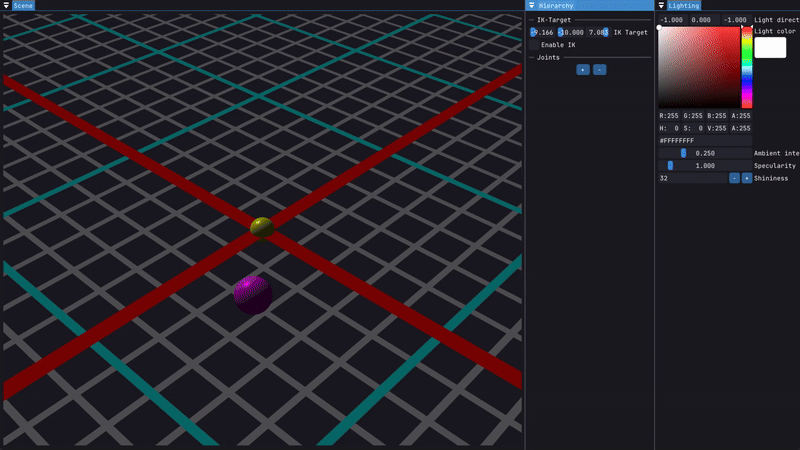 Scene
Hierarchy
IK-Target
-9.166 -10.000 7.083 IK Target
Enable IK
Joints
+ -
Lighting
-1.000 0.000 -1.000 Light direct
Light color
R:255 G:255 B:255 A:255
H: 0 S: 0 V:255 A:255
#FFFFFFFF
0.250 Ambient inte
1.000 Specularity
32 - + Shininess